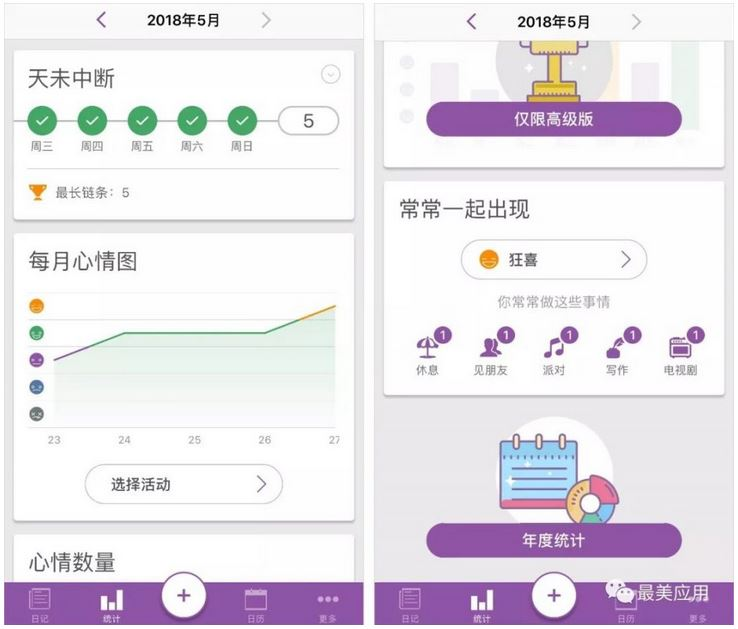 2018年5月
天未中断
5
周三 周四 周五 周六 周日
最长链条：5
每月心情图
23 24 25 26 27
选择活动
心情数量
日记 统计 + 日历 更多
2018年5月
仅限高级版
常常一起出现
狂喜
你常常做这些事情
1 1 1 1 1
休息 见朋友 派对 写作 电视剧
年度统计
最美应用
日记 统计 + 日历 更多